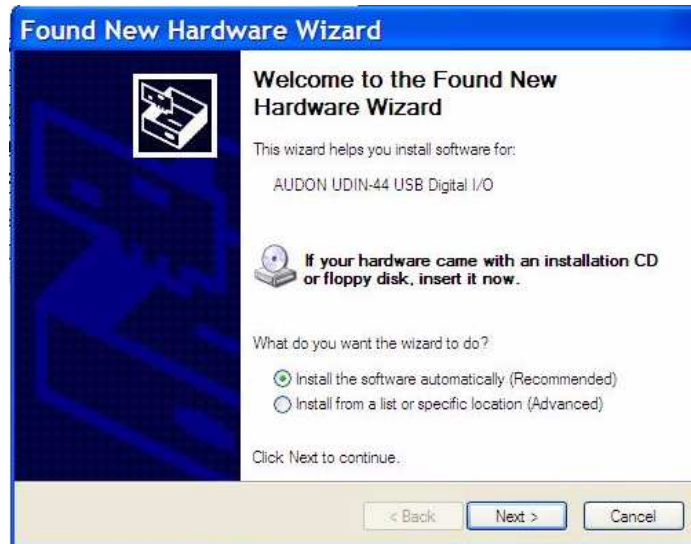 Found New Hardware Wizard
Welcome to the Found New
Hardware Wizard
This wizard helps you install software for:
AUDON UDIN-44 USB Digital I/O
If your hardware came with an installation CD
or floppy disk, insert it now.
What do you want the wizard to do?
Install the software automatically (Recommended)
Install from a list or specific location (Advanced)
Click Next to continue.
< Back
Next >
Cancel